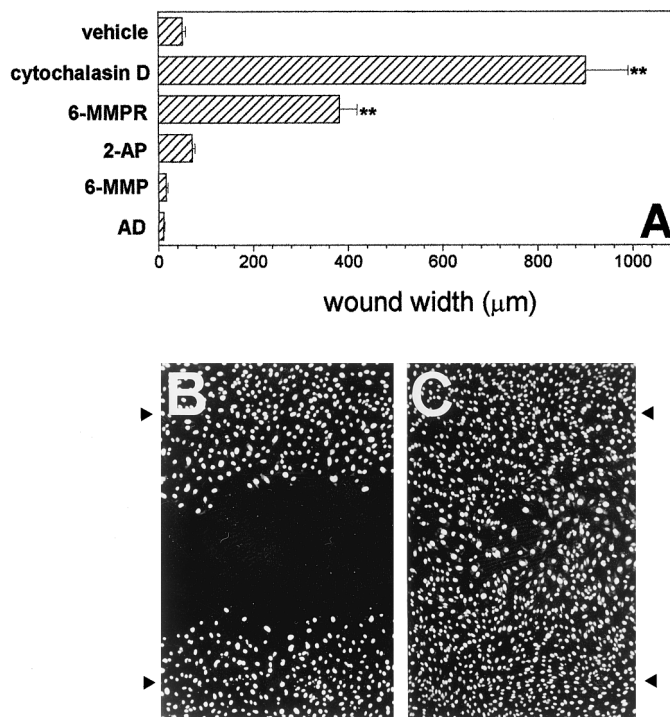 vehicle
cytochalasin D
**
6-MMPR
**
2-AP
6-MMP
AD
A
0 200 400 600 800 1000
wound width (μm)
B C